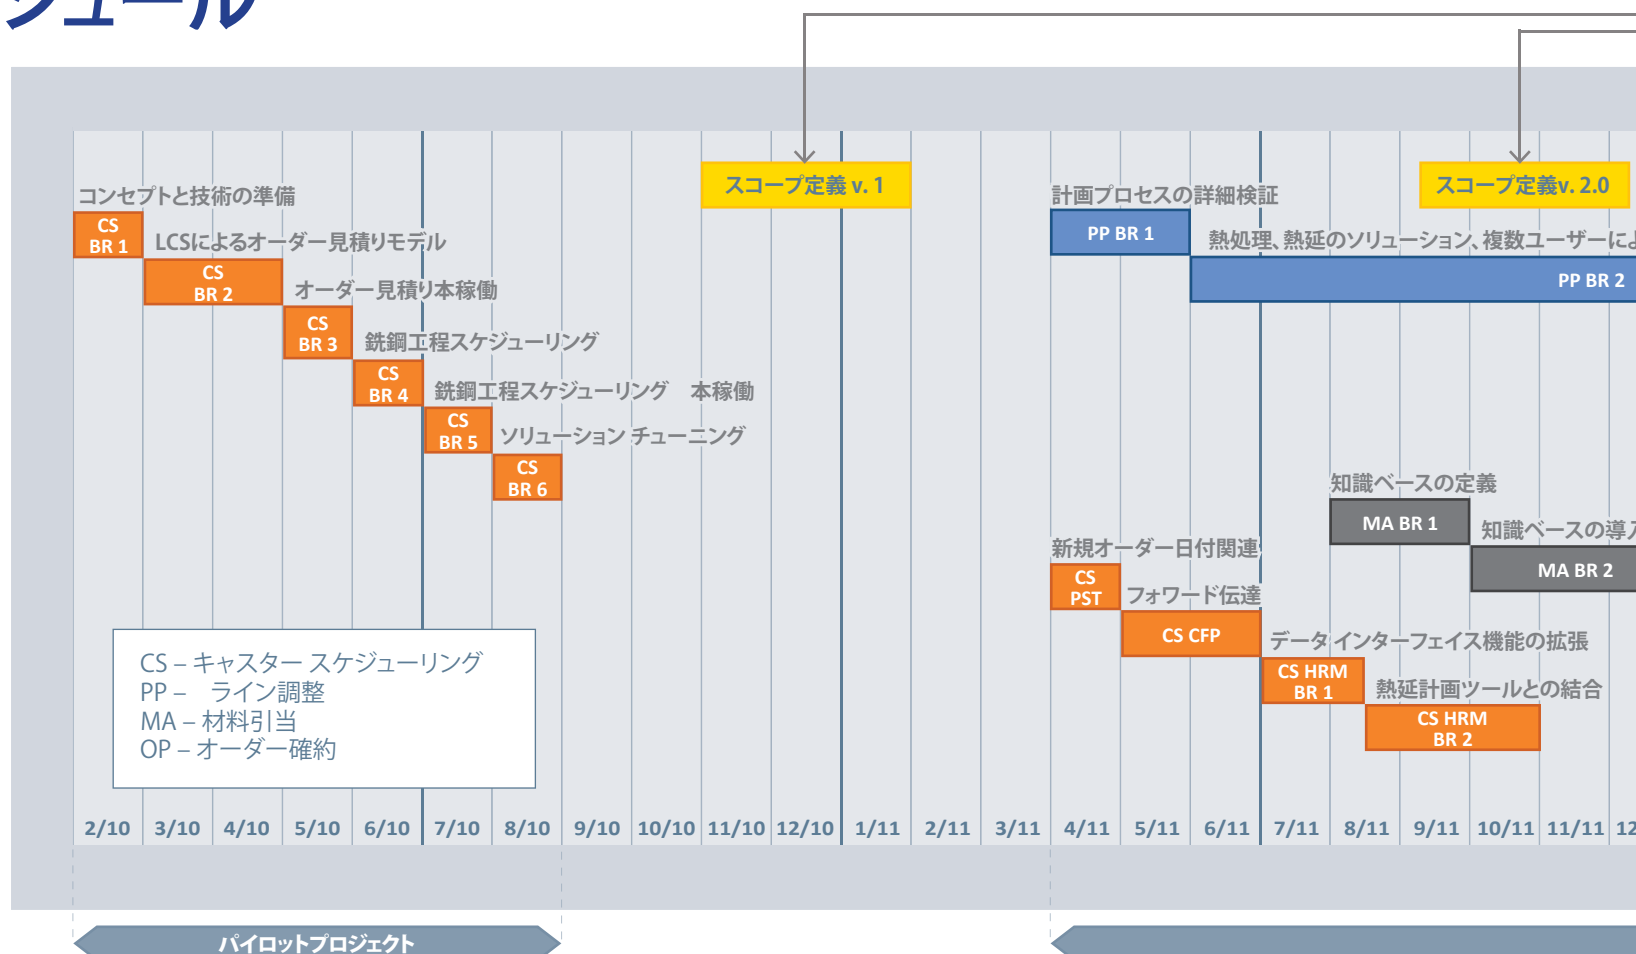 ジュール
スコープ定義 v. 1
スコープ定義v. 2.0
コンセプトと技術の準備
CS
BR 1
LCSによるオーダー見積りモデル
CS
BR 2
オーダー見積り本稼働
CS
BR 3
銑鋼工程スケジューリング
CS
BR 4
銑鋼工程スケジューリング　本稼働
CS
BR 5
ソリューション チューニング
CS
BR 6
計画プロセスの詳細検証
PP BR 1
熱処理、熱延のソリューション、複数ユーザーによ
PP BR 2
知識ベースの定義
MA BR 1
知識ベースの導入
MA BR 2
新規オーダー日付関連
CS
PST
フォワード伝達
CS CFP
データ インターフェイス機能の拡張
CS HRM
BR 1
熱延計画ツールとの結合
CS HRM
BR 2
CS – キャスター スケジューリング
PP –　ライン調整
MA – 材料引当
OP – オーダー確約
2/10 3/10 4/10 5/10 6/10 7/10 8/10 9/10 10/10 11/10 12/10 1/11 2/11 3/11 4/11 5/11 6/11 7/11 8/11 9/11 10/11 11/11 12
パイロットプロジェクト